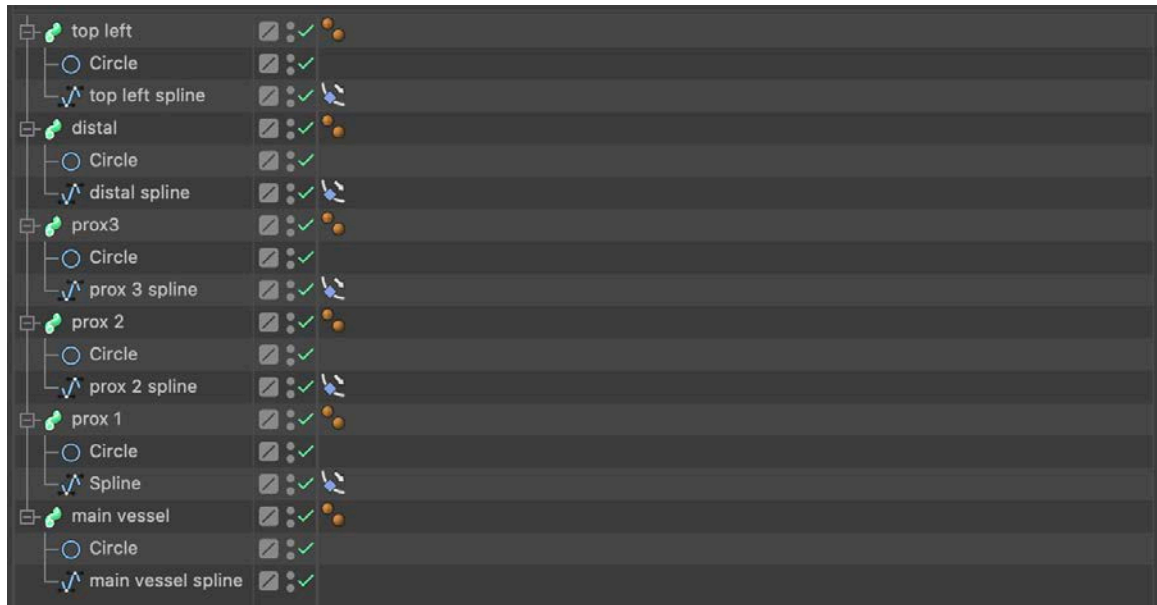 top left
Circle
top left spline
distal
Circle
distal spline
prox3
Circle
prox 3 spline
prox 2
Circle
prox 2 spline
prox 1
Circle
Spline
main vessel
Circle
main vessel spline